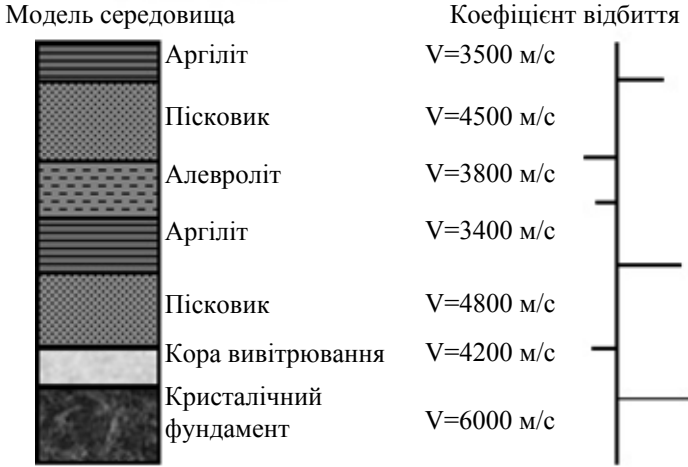 Модель середовища Коефіцієнт відбиття
Аргіліт V=3500 м/с
Пісковик V=4500 м/с
Алевроліт V=3800 м/с
Аргіліт V=3400 м/с
Пісковик V=4800 м/с
Кора вивітрювання V=4200 м/с
Кристалічний
фундамент V=6000 м/с